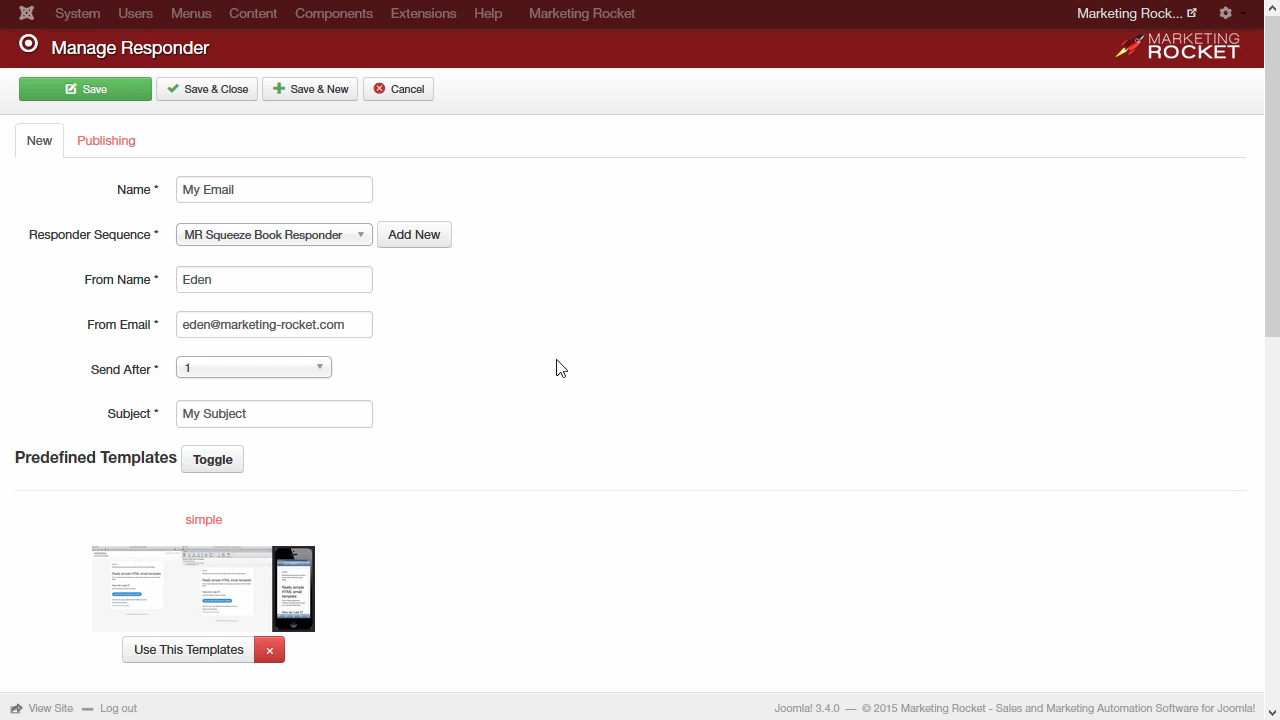 System Users Menus Content Components Extensions Help Marketing Rocket Marketing Rock...
Manage Responder
MARKETING
ROCKET
Save Save & Close Save & New Cancel
New Publishing
Name * My Email
Responder Sequence * MR Squeeze Book Responder Add New
From Name * Eden
From Email * eden@marketing-rocket.com
Send After * 1
Subject * My Subject
Predefined Templates Toggle
simple
Use This Templates ×
View Site — Log out Joomla! 3.4.0 — © 2015 Marketing Rocket - Sales and Marketing Automation Software for Joomla!